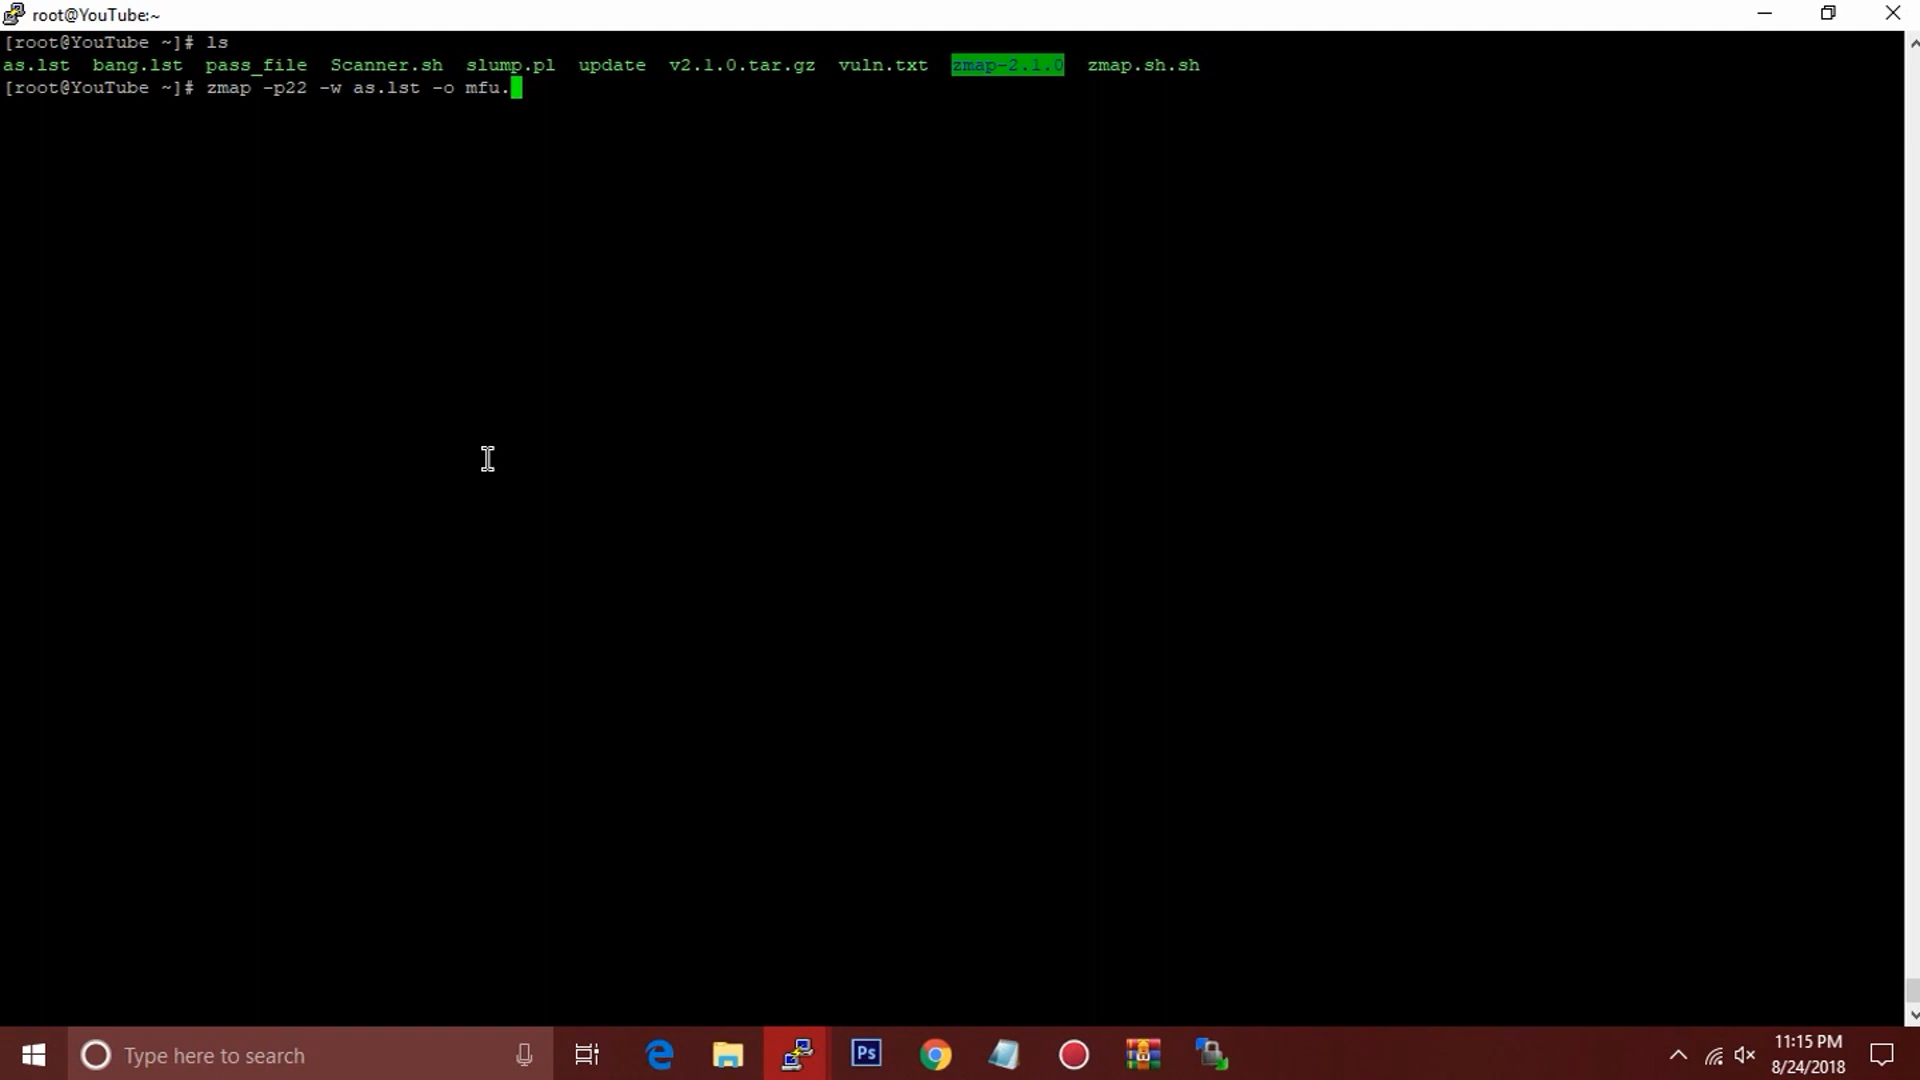 root@YouTube:~
[root@YouTube ~]# ls
as.lst bang.lst pass_file Scanner.sh slump.pl update v2.1.0.tar.gz vuln.txt zmap-2.1.0 zmap.sh.sh
[root@YouTube ~]# zmap -p22 -w as.lst -o mfu.
Type here to search
Ps
11:15 PM
8/24/2018